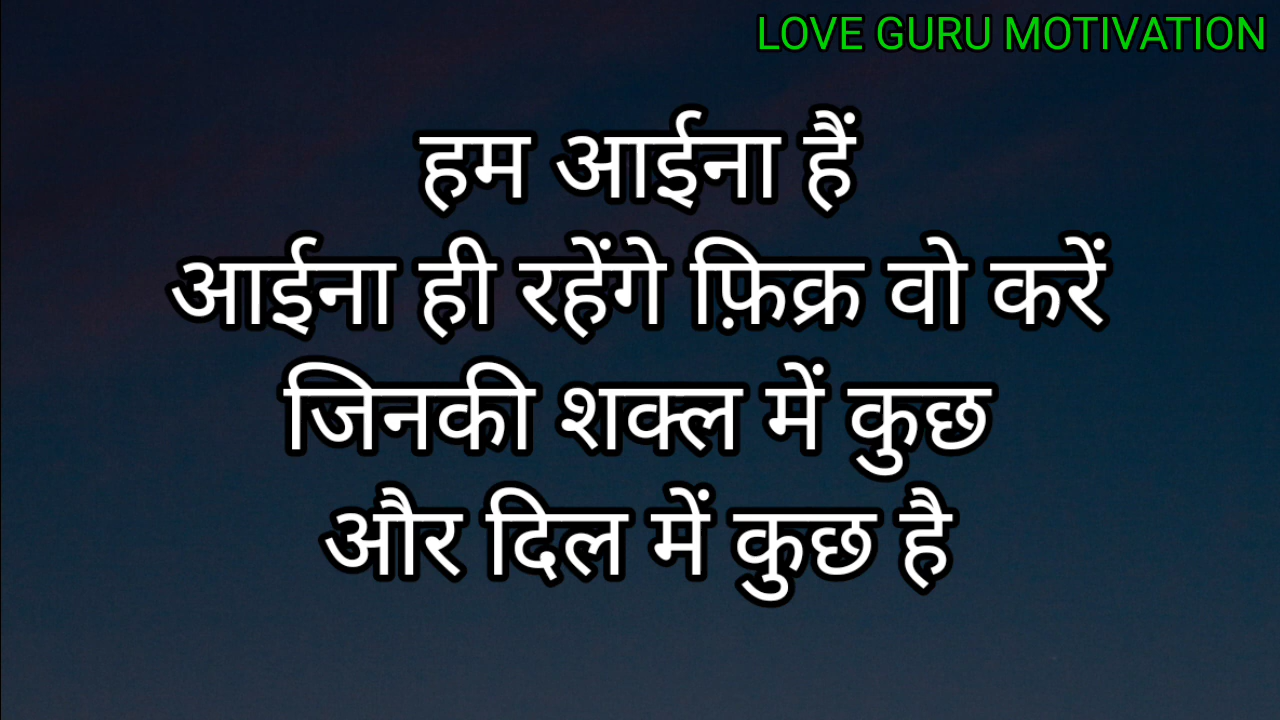 LOVE GURU MOTIVATION
हम आईना हैं
आईना ही रहेंगे फ़िक्र वो करें
जिनकी शक्ल में कुछ
और दिल में कुछ है